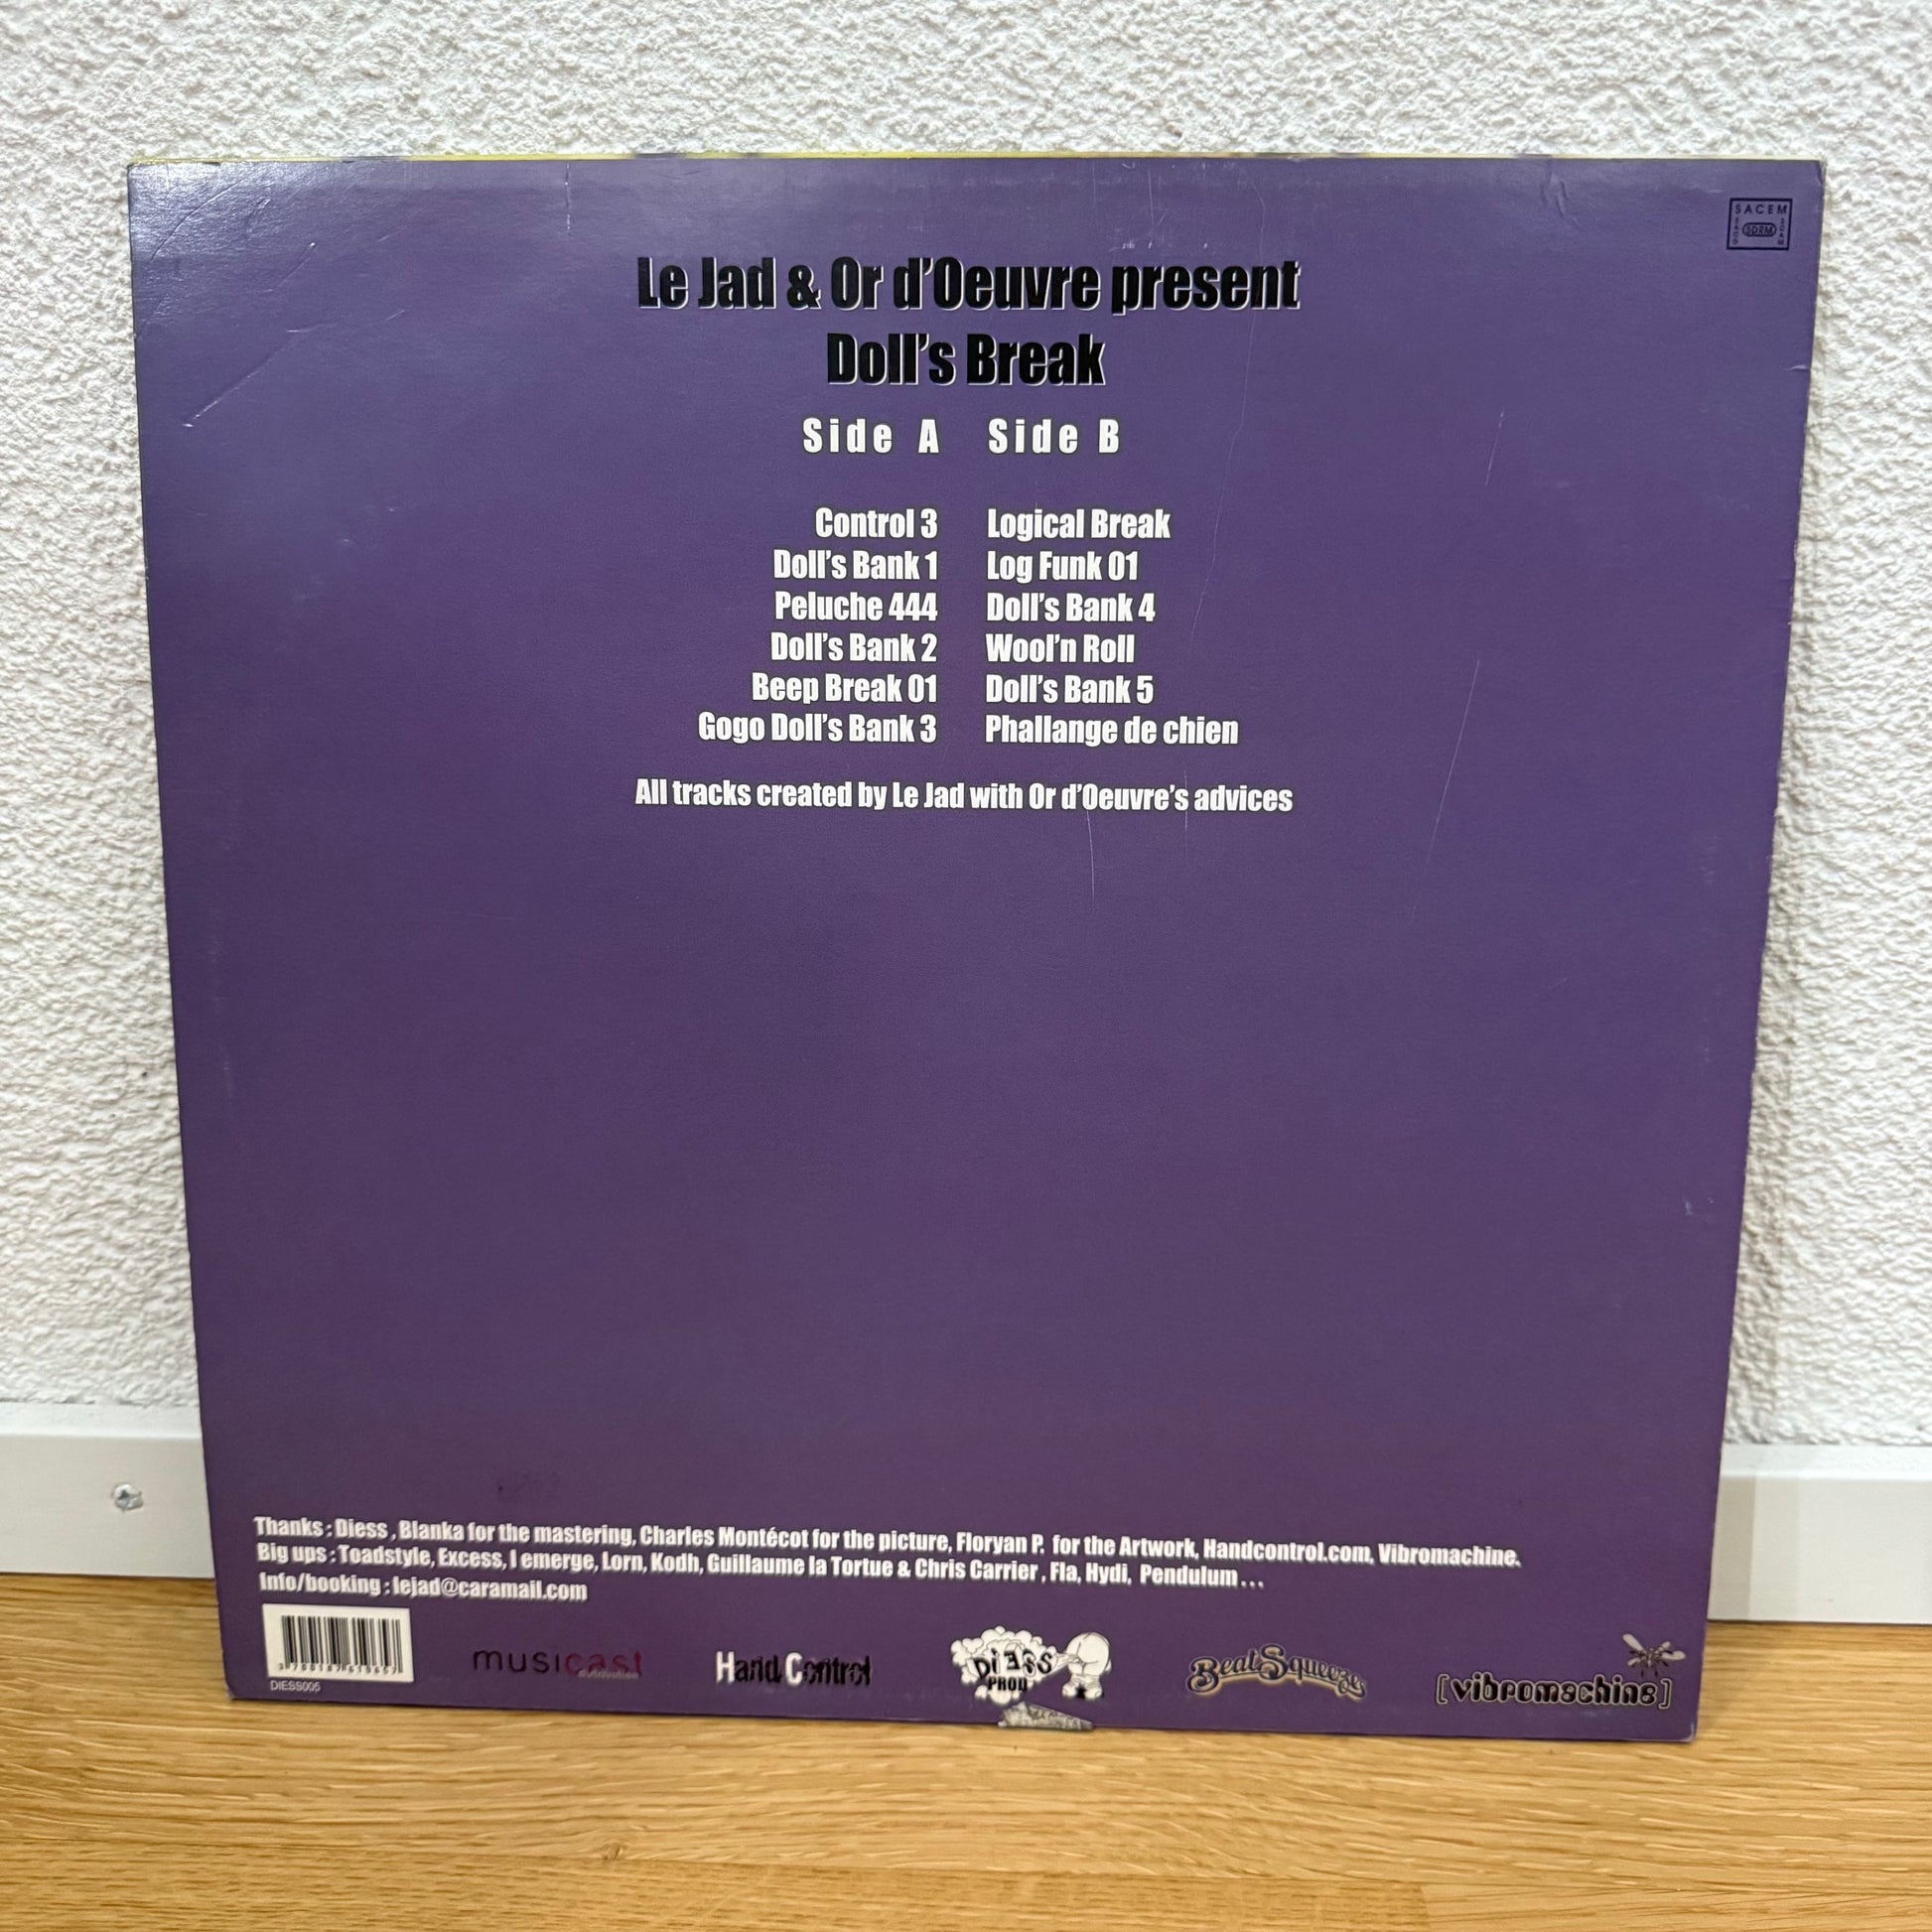 SACEM
SDRM
Le Jad & Or d'Oeuvre present
Doll's Break
Side A
Control 3
Doll's Bank 1
Peluche 444
Doll's Bank 2
Beep Break 01
Gogo Doll's Bank 3
Side B
Logical Break
Log Funk 01
Doll's Bank 4
Wool'n Roll
Doll's Bank 5
Phallange de chien
All tracks created by Le Jad with Or d'Oeuvre's advices
Thanks : Diess , Blanka for the mastering, Charles Montécot for the picture, Floryan P. for the Artwork, Handcontrol.com, Vibromachine.
Big ups : Toadstyle, Excess, I emerge, Lorn, Kodh, Guillaume la Tortue & Chris Carrier , Fla, Hydi, Pendulum . . .
Info/booking : lejad@caramail.com
DIESS005
musicast
distribution
Hand Control
Diess
PROD
BeatSqueeze
[vibromachine]